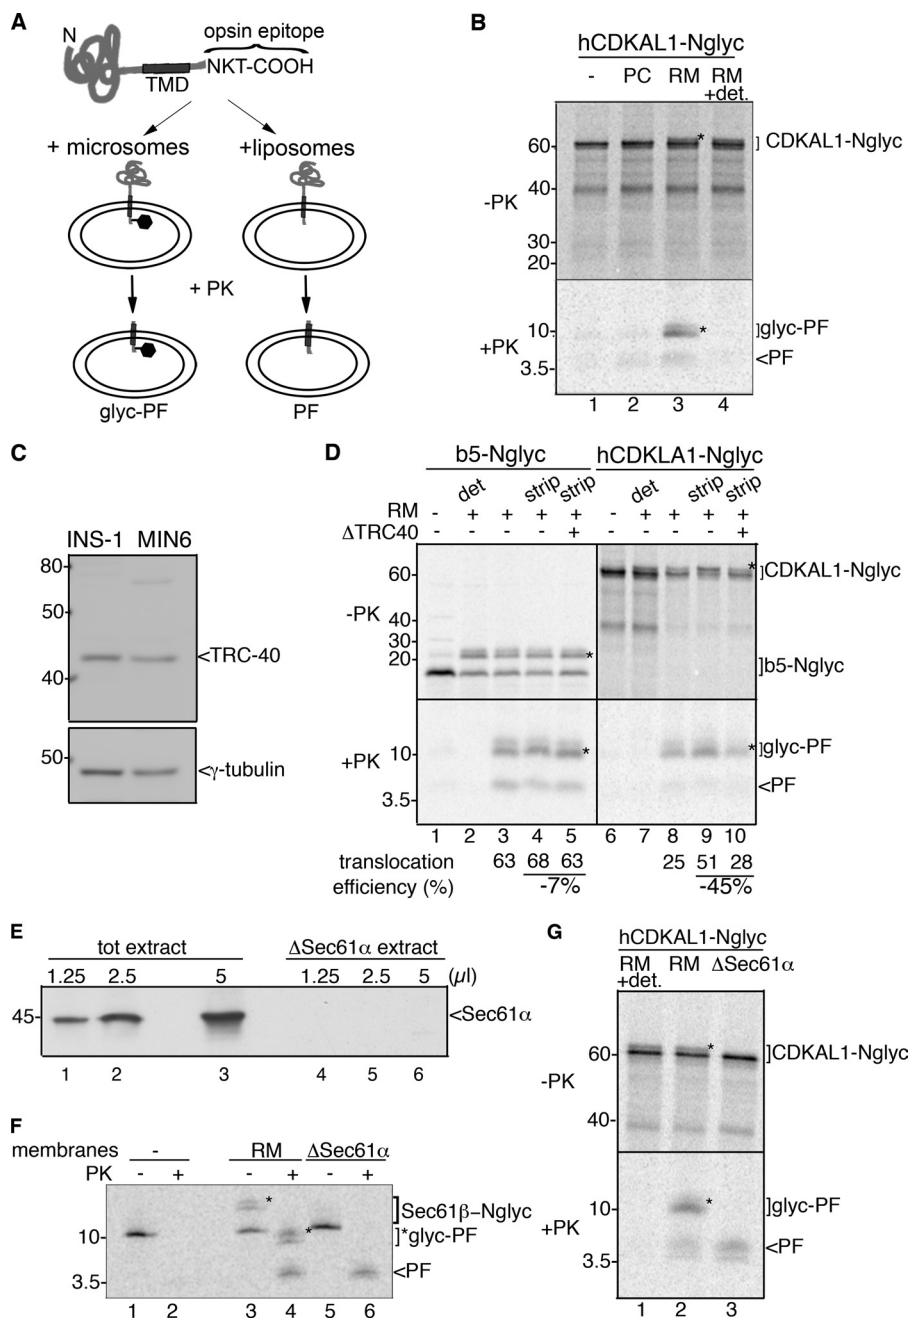 A
N
opsin epitope
NKT-COOH
TMD
+ microsomes
+liposomes
+ PK
glyc-PF
PF
B
hCDKAL1-Nglyc
- PC RM RM
+det.
60
40
30
20
-PK
CDKAL1-Nglyc
10
3.5
+PK
*
*
glyc-PF
<PF
1 2 3 4
C
INS-1 MIN6
80
50
40
<TRC-40
50
<γ-tubulin
D
b5-Nglyc hCDKLA1-Nglyc
det strip strip det strip strip
RM - + + + + - + + + +
ΔTRC40 - - - - + - - - - +
60
40
30
20
-PK
*
*
CDKAL1-Nglyc
b5-Nglyc
10
3.5
+PK
*
*
glyc-PF
<PF
1 2 3 4 5 6 7 8 9 10
translocation 63 68 63 25 51 28
efficiency (%) -7% -45%
E
tot extract ΔSec61α extract
1.25 2.5 5 1.25 2.5 5 (µl)
45
<Sec61α
1 2 3 4 5 6
F
membranes - RM ΔSec61α
PK - + - + - +
10
3.5
*
*
Sec61β–Nglyc
*glyc-PF
<PF
1 2 3 4 5 6
G
hCDKAL1-Nglyc
RM RM ΔSec61α
+det.
60
40
-PK
*
CDKAL1-Nglyc
10
3.5
+PK
*
glyc-PF
<PF
1 2 3